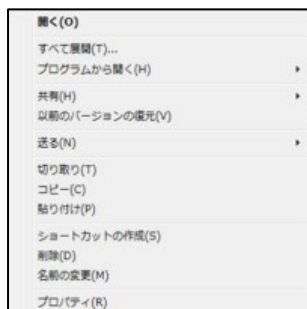 開く(O)
すべて展開(T)...
プログラムから開く(H)
共有(H)
以前のバージョンの復元(V)
送る(N)
切り取り(T)
コピー(C)
貼り付け(P)
ショートカットの作成(S)
削除(D)
名前の変更(M)
プロパティ(R)